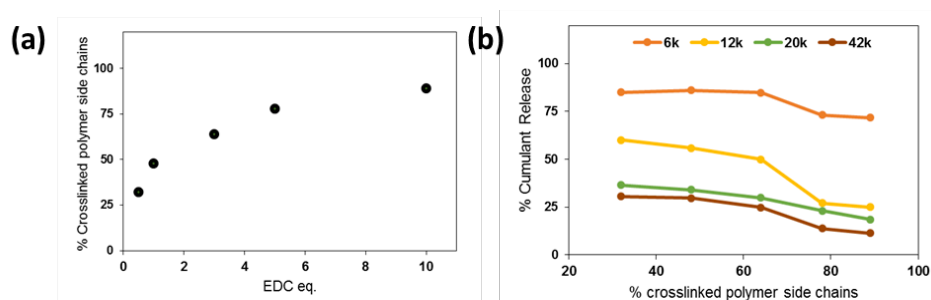 (a)
% Crosslinked polymer side chains
100
75
50
25
0
0 2 4 6 8 10
EDC eq.
(b)
6k 12k 20k 42k
% Cumulant Release
100
75
50
25
0
20 40 60 80 100
% crosslinked polymer side chains